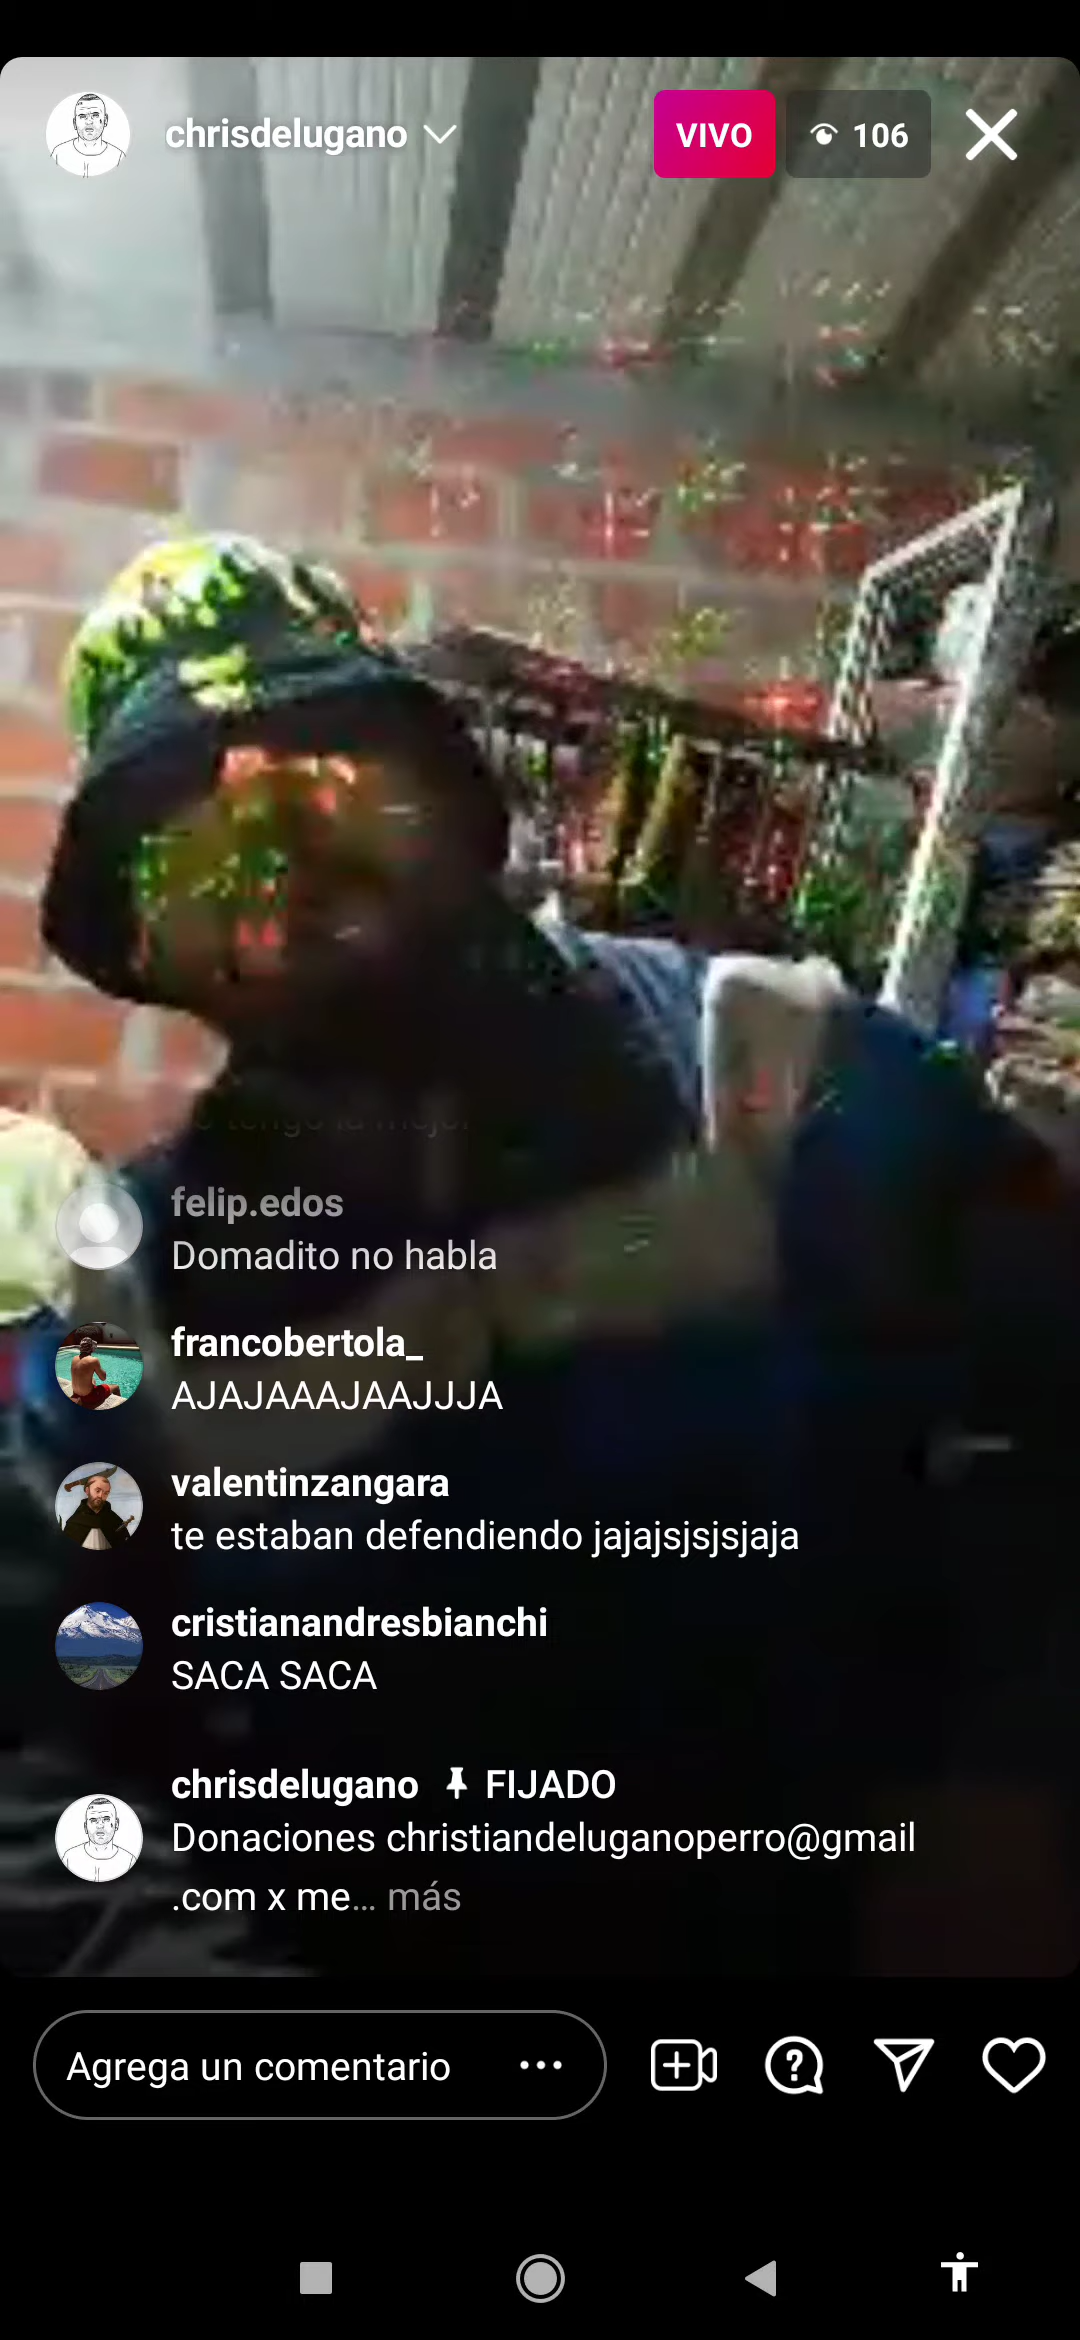 chrisdelugano
VIVO
106
felip.edos
Domadito no habla
francobertola_
AJAJAAAJAAJJJA
valentinzangara
te estaban defendiendo jajajsjsjsjaja
cristianandresbianchi
SACA SACA
chrisdelugano FIJADO
Donaciones christiandeluganoperro@gmail
.com x me... más
Agrega un comentario